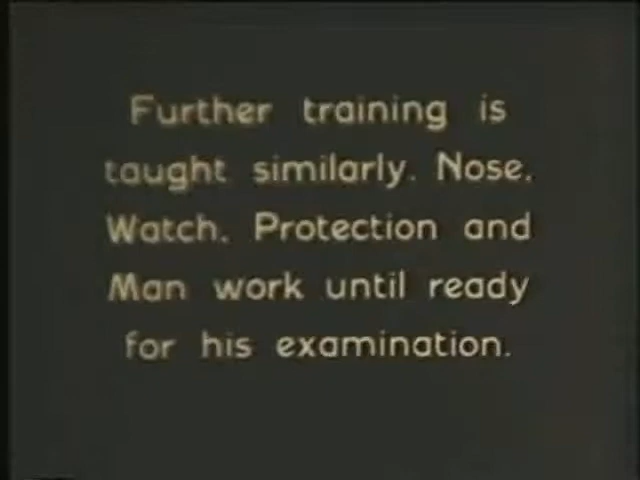 Further training is
taught similarly. Nose,
Watch, Protection and
Man work until ready
for his examination.